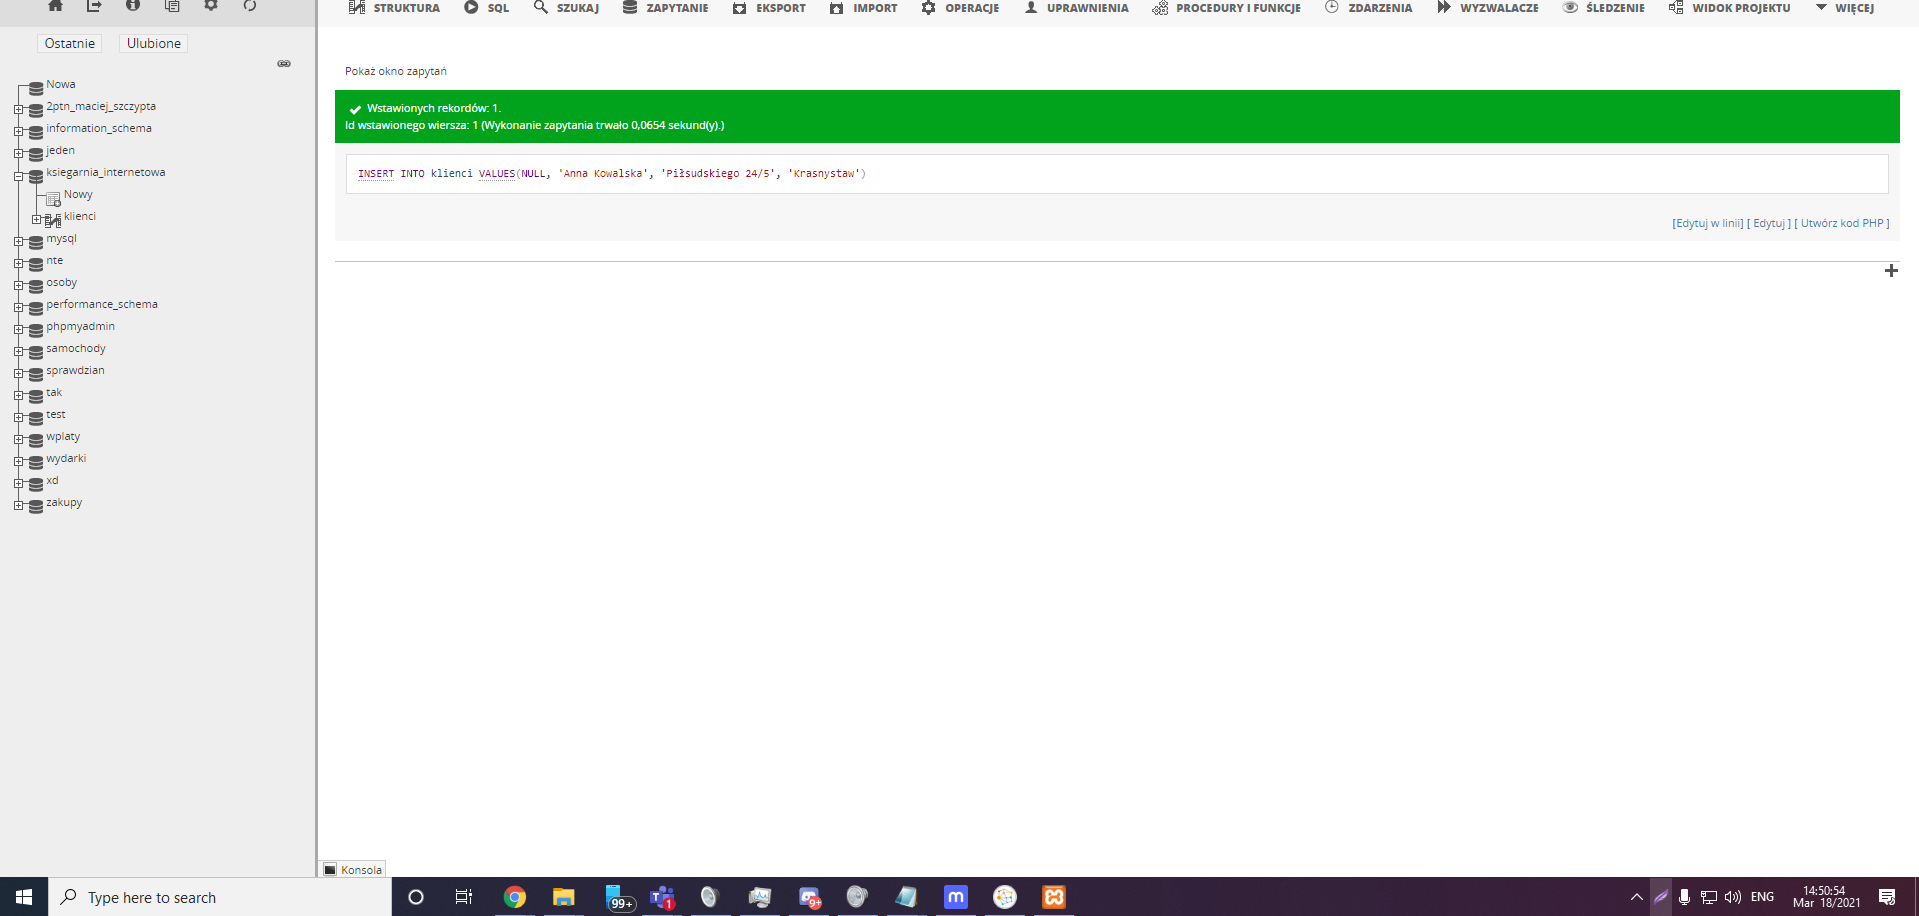 STRUKTURA SQL SZUKAJ ZAPYTANIE EKSPORT IMPORT OPERACJE UPRAWNIENIA PROCEDURY I FUNKCJE ZDARZENIA WYZWALACZE ŚLEDZENIE WIDOK PROJEKTU WIĘCEJ
Ostatnie Ulubione
Nowa
2ptn_maciej_szczypta
information_schema
jeden
ksiegarnia_internetowa
Nowy
klienci
mysql
nte
osoby
performance_schema
phpmyadmin
samochody
sprawdzian
tak
test
wplaty
wydarki
xd
zakupy
Pokaż okno zapytań
Wstawionych rekordów: 1.
Id wstawionego wiersza: 1 (Wykonanie zapytania trwało 0,0654 sekund(y).)
INSERT INTO klienci VALUES(NULL, 'Anna Kowalska', 'Piłsudskiego 24/5', 'Krasnystaw')
[Edytuj w linii] [ Edytuj ] [ Utwórz kod PHP ]
Konsola
Type here to search
99+
T
1
9+
m
ENG
14:50:54
Mar 18/2021